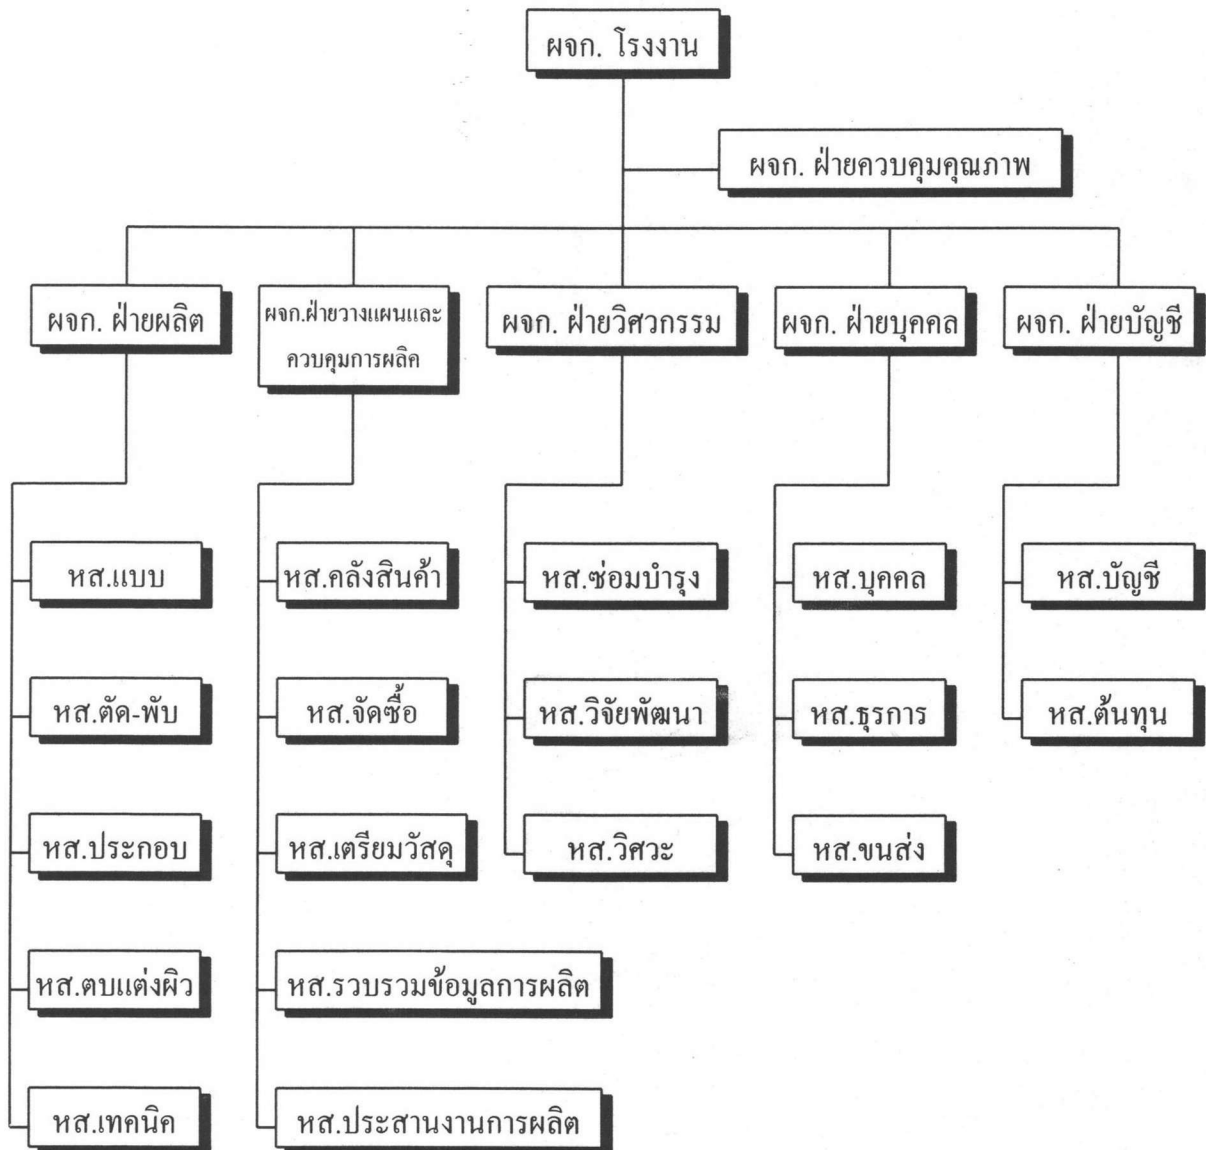 ผจก. โรงงาน
ผจก. ฝ่ายควบคุมคุณภาพ
ผจก. ฝ่ายผลิต
ผจก.ฝ่ายวางแผนและ
ควบคุมการผลิค
ผจก. ฝ่ายวิศวกรรม
ผจก. ฝ่ายบุคคล
ผจก. ฝ่ายบัญชี
หส.แบบ
หส.คลังสินค้า
หส.ซ่อมบำรุง
หส.บุคคล
หส.บัญชี
หส.ตัด-พับ
หส.จัดซื้อ
หส.วิจัยพัฒนา
หส.ธุรการ
หส.ต้นทุน
หส.ประกอบ
หส.เตรียมวัสดุ
หส.วิศวะ
หส.ขนส่ง
หส.ตบแต่งผิว
หส.รวบรวมข้อมูลการผลิต
หส.เทคนิค
หส.ประสานงานการผลิต